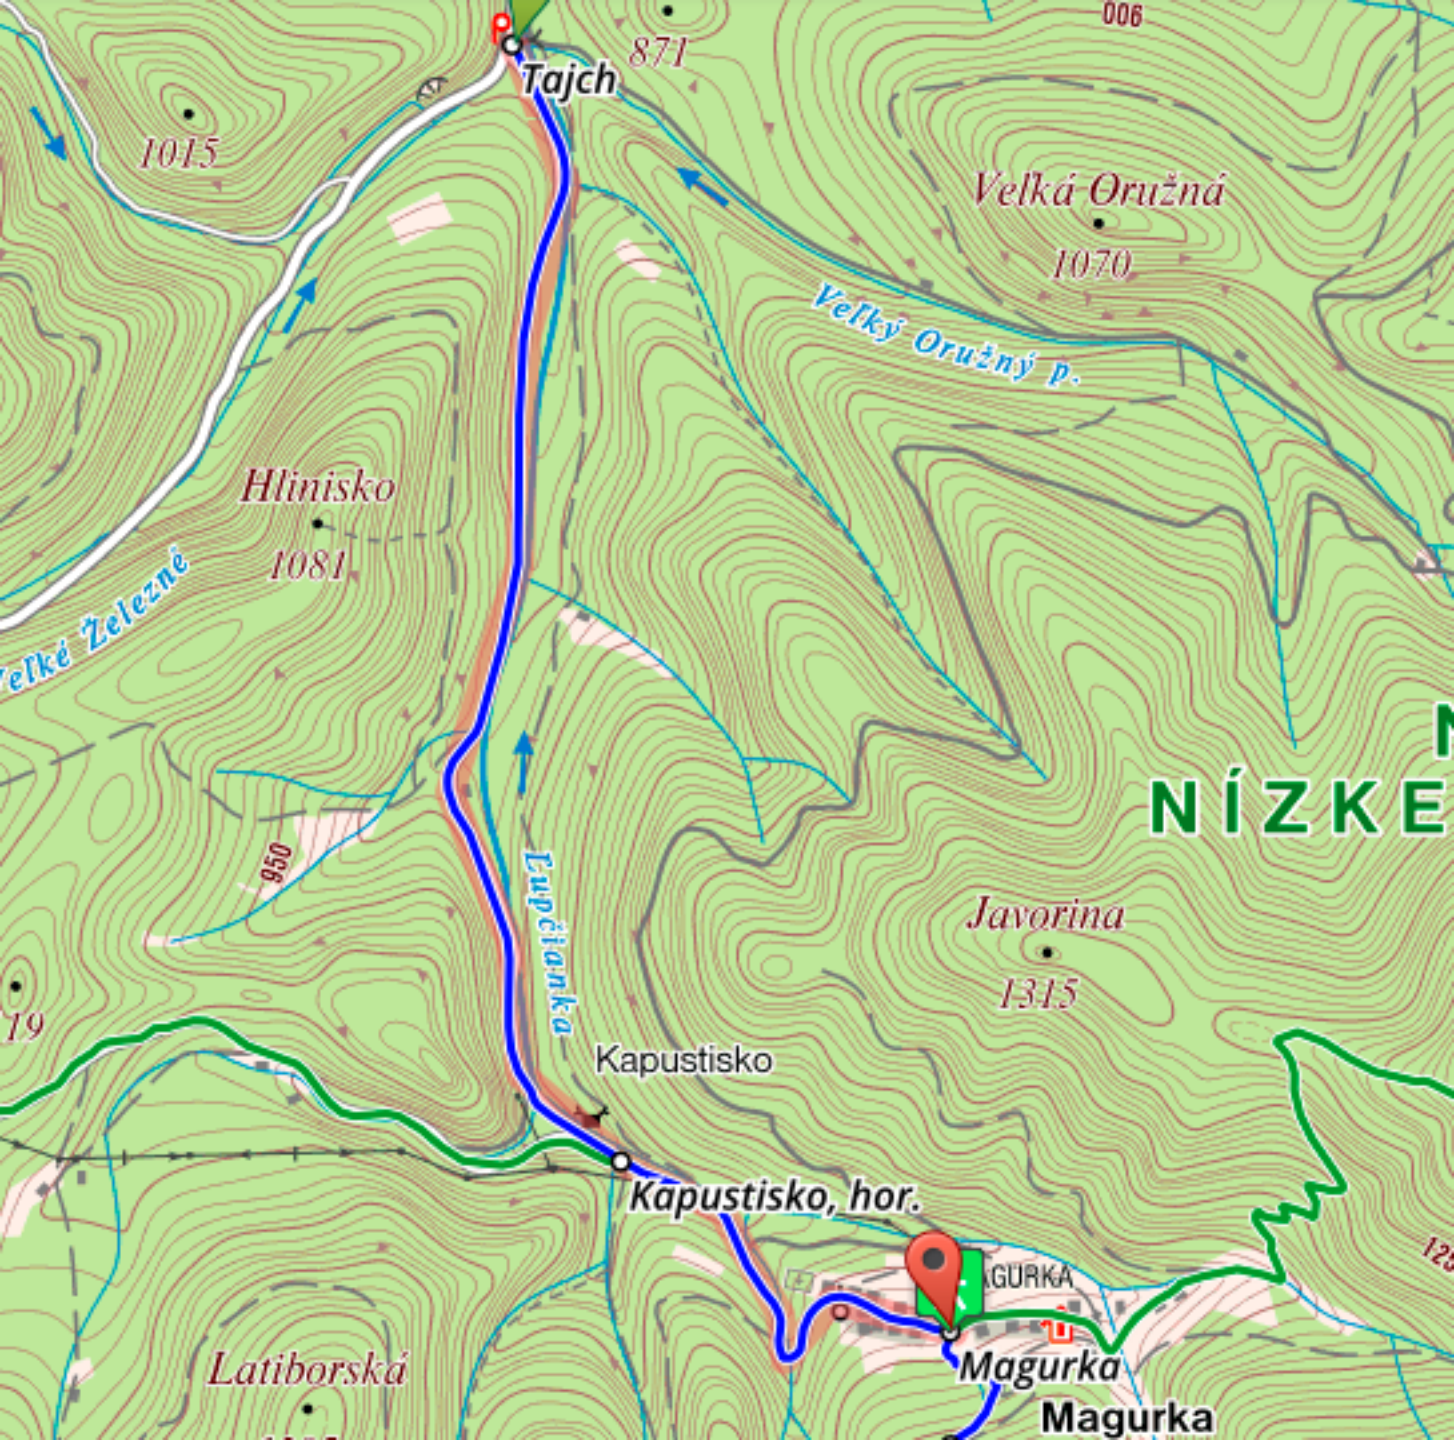 006
871
Tajch
1015
Veľká Oružná
1070
Veľký Oružný p.
Hlinisko
1081
Veľké Železné
NÍZKE
950
Ľupčianka
Javorina
1315
19
Kapustisko
Kapustisko, hor.
125
Latiborská
Magurka
Magurka